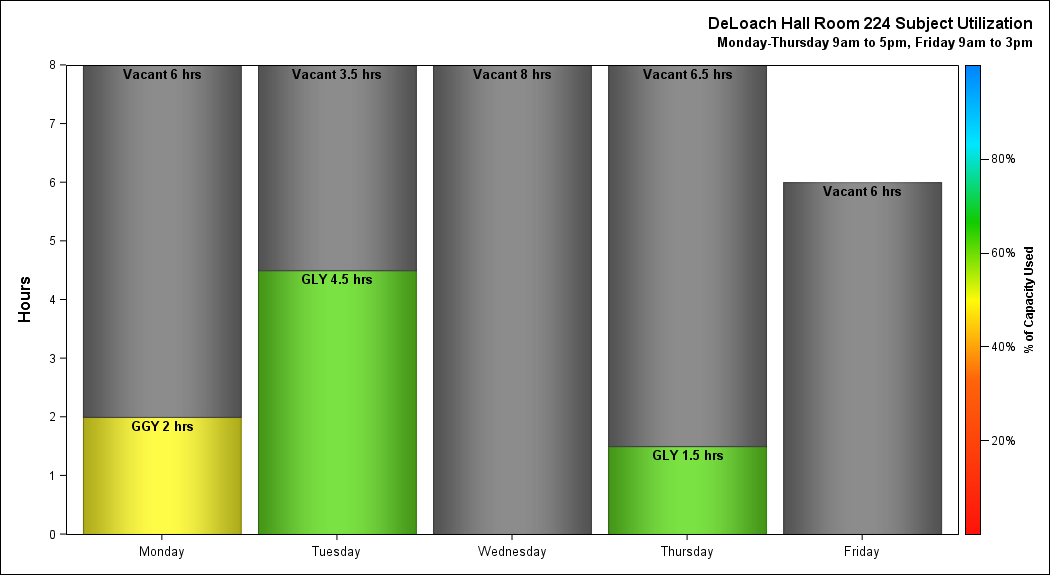 DeLoach Hall Room 224 Subject Utilization
Monday-Thursday 9am to 5pm, Friday 9am to 3pm
8
7
6
5
4
3
2
1
0
Hours
Vacant 6 hrs
GGY 2 hrs
Vacant 3.5 hrs
GLY 4.5 hrs
Vacant 8 hrs
Vacant 6.5 hrs
GLY 1.5 hrs
Vacant 6 hrs
Monday
Tuesday
Wednesday
Thursday
Friday
80%
60%
40%
20%
% of Capacity Used